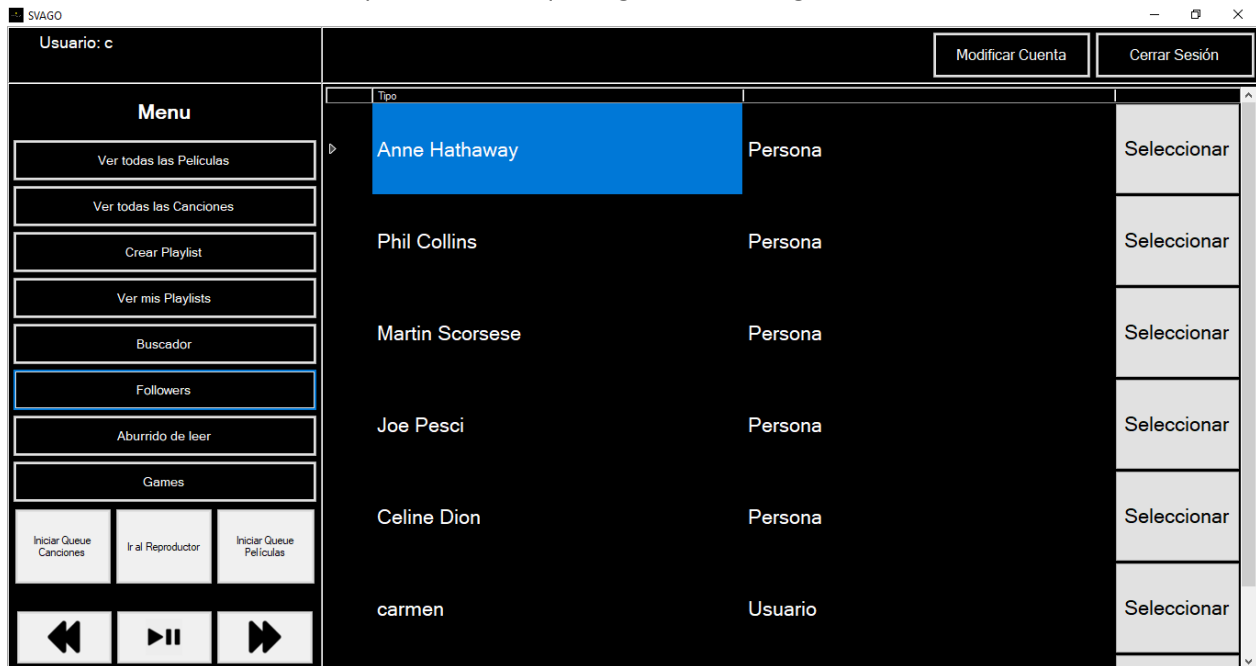 SVAGO
Usuario: c
Modificar Cuenta
Cerrar Sesión
Menu
Ver todas las Películas
Ver todas las Canciones
Crear Playlist
Ver mis Playlists
Buscador
Followers
Aburrido de leer
Games
Iniciar Queue
Canciones
Ir al Reproductor
Iniciar Queue
Películas
Tipo
Anne Hathaway Persona Seleccionar
Phil Collins Persona Seleccionar
Martin Scorsese Persona Seleccionar
Joe Pesci Persona Seleccionar
Celine Dion Persona Seleccionar
carmen Usuario Seleccionar